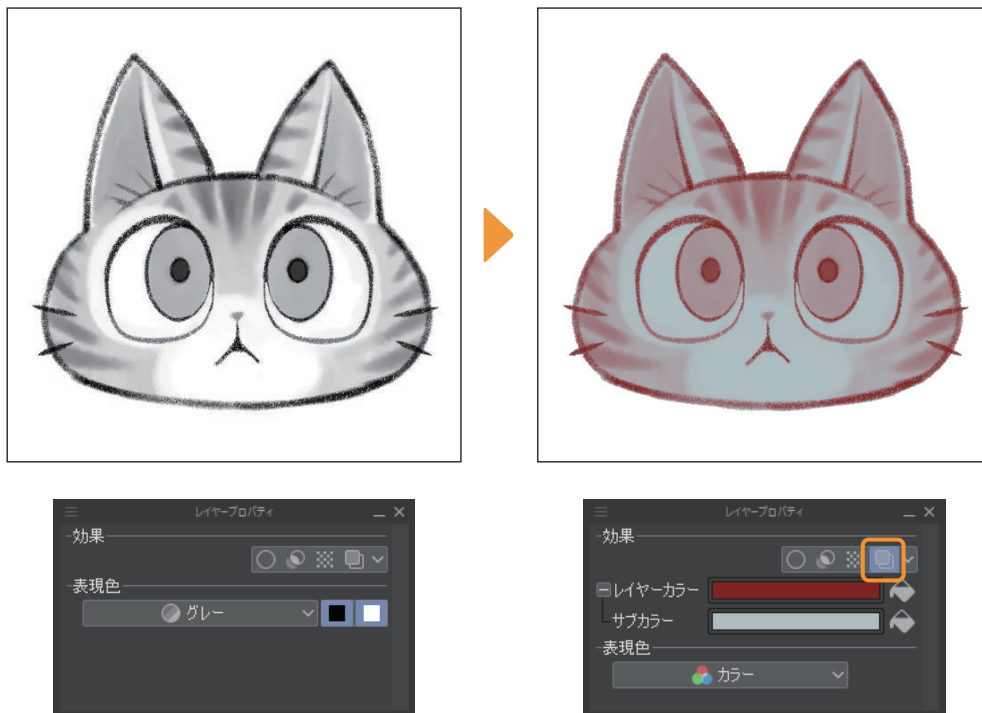 レイヤープロパティ
効果
表現色
グレー
レイヤープロパティ
効果
レイヤーカラー
サブカラー
表現色
カラー